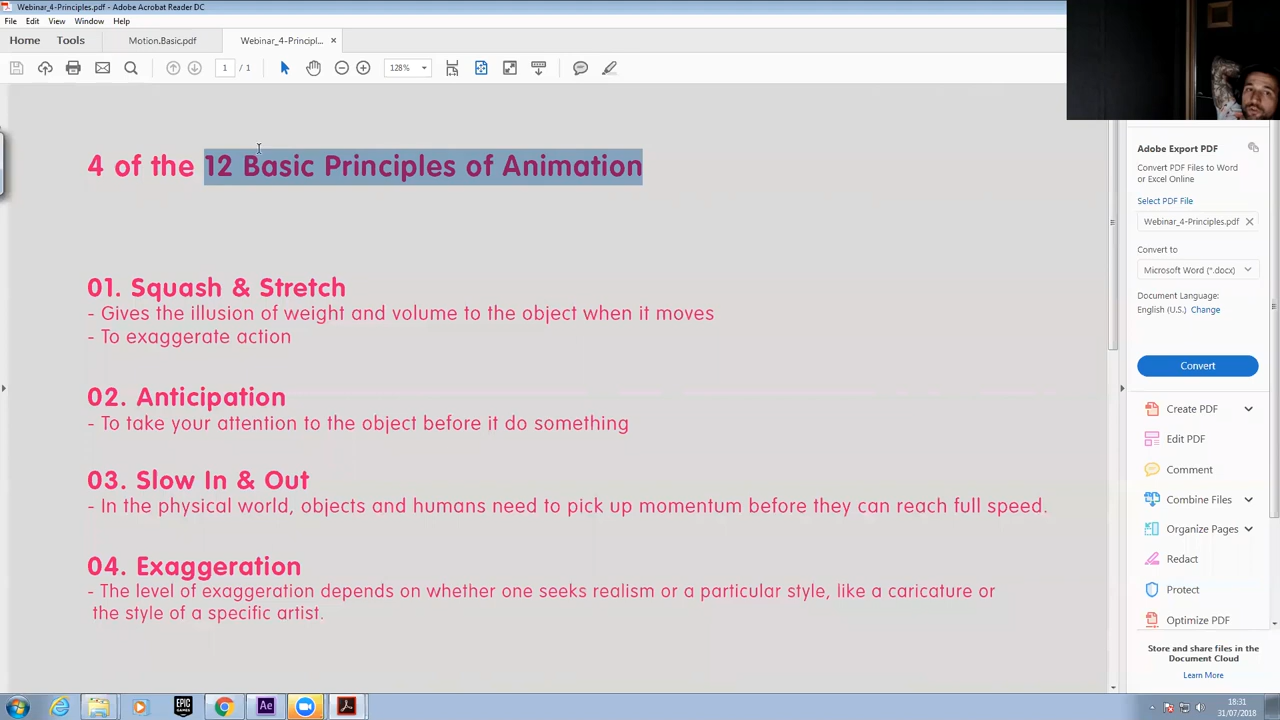 Webinar_4-Principles.pdf - Adobe Acrobat Reader DC
File Edit View Window Help
Home Tools Motion.Basic.pdf Webinar_4-Principl... ×
1 / 1 128%
4 of the 12 Basic Principles of Animation
01. Squash & Stretch
- Gives the illusion of weight and volume to the object when it moves
- To exaggerate action
02. Anticipation
- To take your attention to the object before it do something
03. Slow In & Out
- In the physical world, objects and humans need to pick up momentum before they can reach full speed.
04. Exaggeration
- The level of exaggeration depends on whether one seeks realism or a particular style, like a caricature or
the style of a specific artist.
Adobe Export PDF
Convert PDF Files to Word
or Excel Online
Select PDF File
Webinar_4-Principles.pdf
Convert to
Microsoft Word (*.docx)
Document Language:
English (U.S.) Change
Convert
Create PDF
Edit PDF
Comment
Combine Files
Organize Pages
Redact
Protect
Optimize PDF
Store and share files in the
Document Cloud
Learn More
EPIC
GAMES
Ae
18:31
31/07/2018